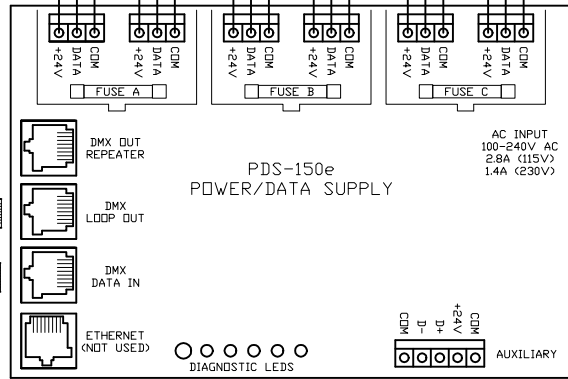 +24V DATA COM +24V DATA COM +24V DATA COM +24V DATA COM +24V DATA COM +24V DATA COM
FUSE A FUSE B FUSE C
DMX OUT
REPEATER
AC INPUT
100-240V AC
2.8A (115V)
1.4A (230V)
PDS-150e
POWER/DATA SUPPLY
DMX
LOOP OUT
DMX
DATA IN
ETHERNET
(NOT USED)
DIAGNOSTIC LEDS
COM D- D+ +24V COM
AUXILIARY